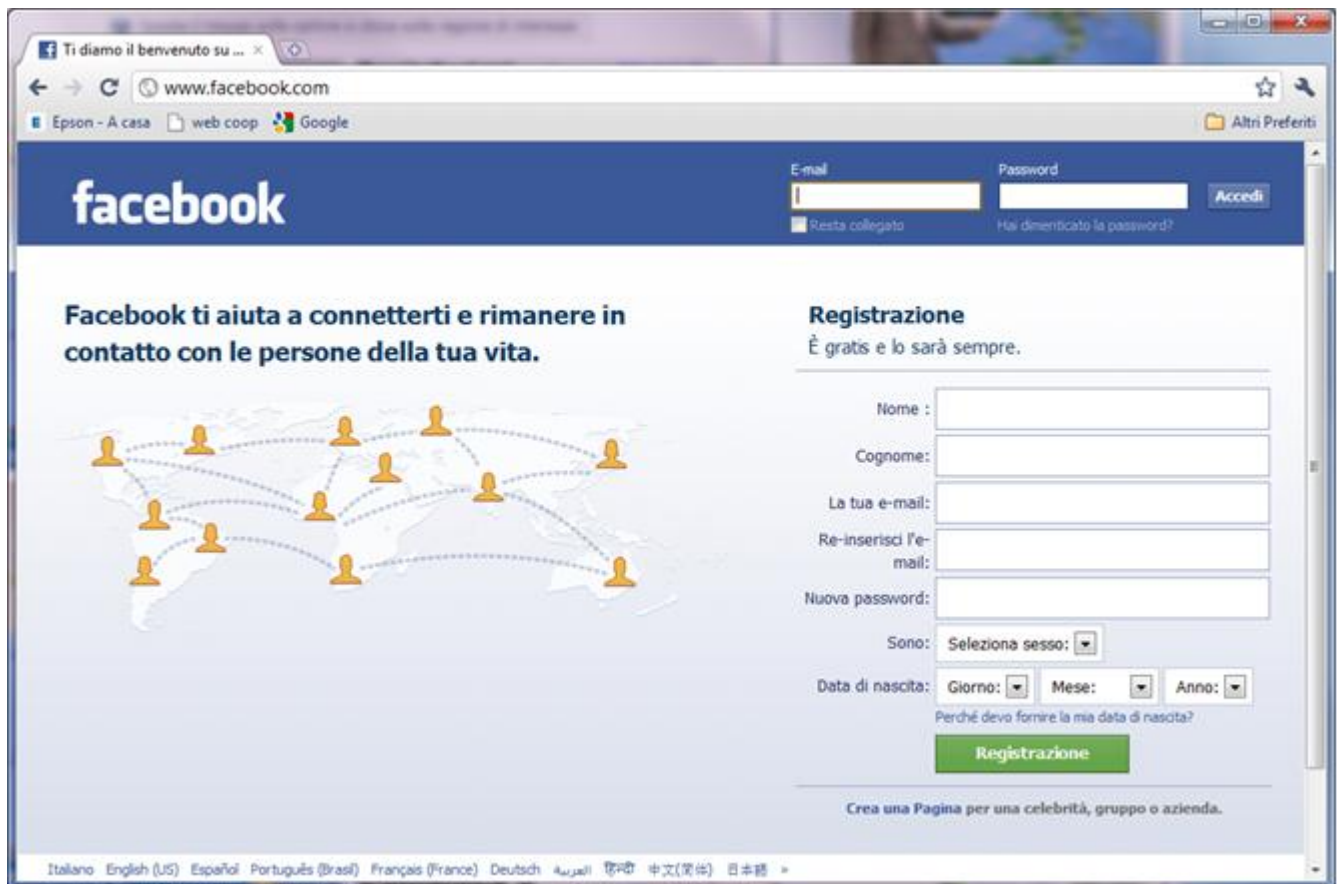 Ti diamo il benvenuto su ...
www.facebook.com
Epson - A casa web coop Google Altri Preferiti
facebook
E-mail Password
Accedi
Resta collegato Hai dimenticato la password?
Facebook ti aiuta a connetterti e rimanere in
contatto con le persone della tua vita.
Registrazione
È gratis e lo sarà sempre.
Nome :
Cognome:
La tua e-mail:
Re-inserisci l'e-
mail:
Nuova password:
Sono: Seleziona sesso:
Data di nascita: Giorno: Mese: Anno:
Perché devo fornire la mia data di nascita?
Registrazione
Crea una Pagina per una celebrità, gruppo o azienda.
Italiano English (US) Español Português (Brasil) Français (France) Deutsch العربية हिन्दी 中文(简体) 日本語 »